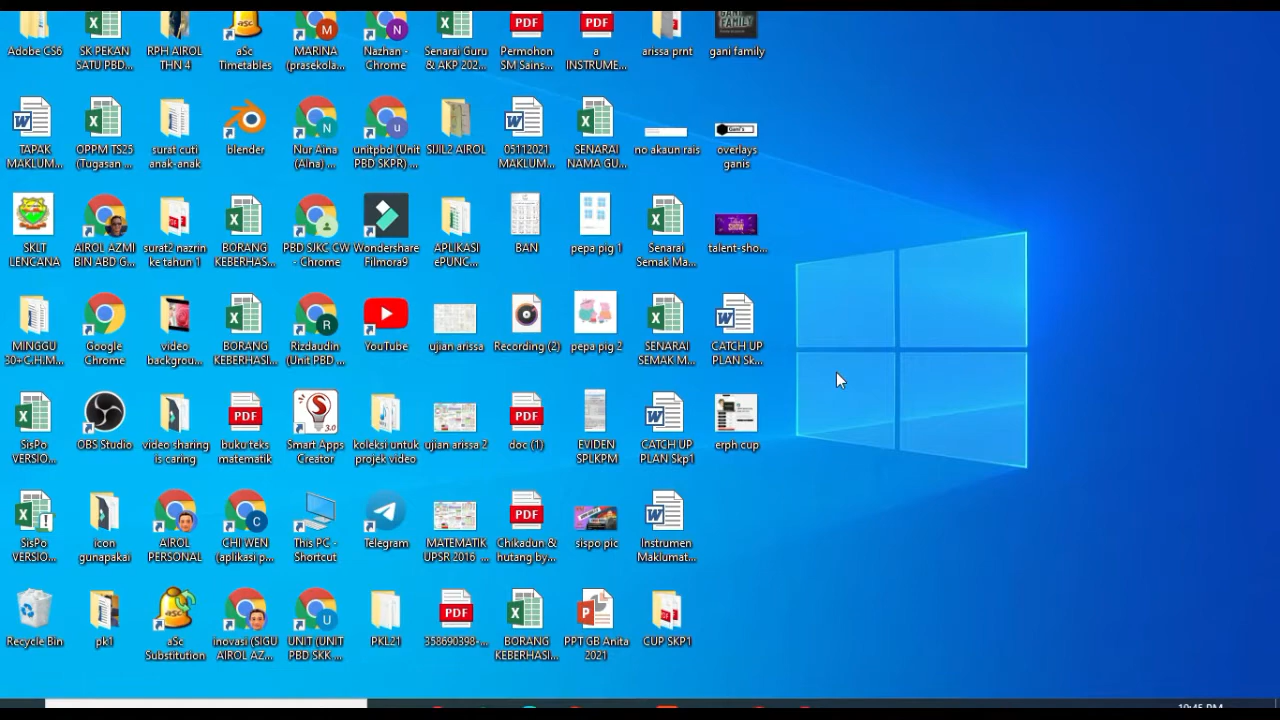 Adobe CS6
SK PEKAN
SATU PBD...
RPH AIROL
THN 4
aSc
Timetables
MARINA
(prasekola...
Nazhan -
Chrome
Senarai Guru
& AKP 202...
Permohon
SM Sains...
a
INSTRUME...
arissa prnt
gani family
TAPAK
MAKLUM...
OPPM TS25
(Tugasan ...
surat cuti
anak-anak
blender
Nur Aina
(Alna) ...
unitpbd (Unit
PBD SKPR) ...
SIJIL2 AIROL
05112021
MAKLUM...
SENARAI
NAMA GU...
no akaun rais
overlays
ganis
SKLT
LENCANA
AIROL AZMI
BIN ABD G...
surat2 nazrin
ke tahun 1
BORANG
KEBERHAS...
PBD SJKC CW
- Chrome
Wondershare
Filmora9
APLIKASI
ePUNC...
BAN
pepa pig 1
Senarai
Semak Ma...
talent-sho...
MINGGU
30+C.H.M...
Google
Chrome
video
backgrou...
BORANG
KEBERHASI...
Rizdaudin
(Unit PBD ...
YouTube
ujian arissa
Recording (2)
pepa pig 2
SENARAI
SEMAK M...
CATCH UP
PLAN Sk...
SisPo
VERSIO...
OBS Studio
video sharing
is caring
buku teks
matematik
Smart Apps
Creator
koleksi untuk
projek video
ujian arissa 2
doc (1)
EVIDEN
SPLKPM
CATCH UP
PLAN Skp1
erph cup
SisPo
VERSIO...
icon
gunapakai
AIROL
PERSONAL
CHI WEN
(aplikasi p...
This PC -
Shortcut
Telegram
MATEMATIK
UPSR 2016 ...
Chikadun &
hutang by...
sispo pic
Instrumen
Maklumat...
Recycle Bin
pk1
aSc
Substitution
inovasi (SIGU
AIROL AZ...
UNIT (UNIT
PBD SKK ...
PKL21
358690398-...
BORANG
KEBERHASI...
PPT GB Anita
2021
CUP SKP1